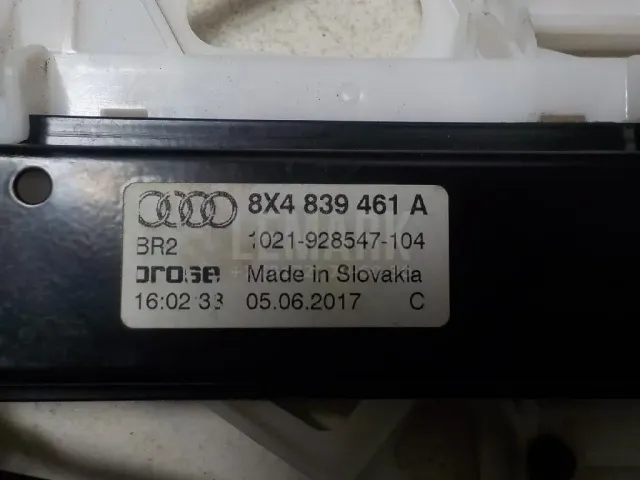 8X4 839 461 A
BR2 1021-928547-104
brose Made in Slovakia
16:02:33 05.06.2017 C